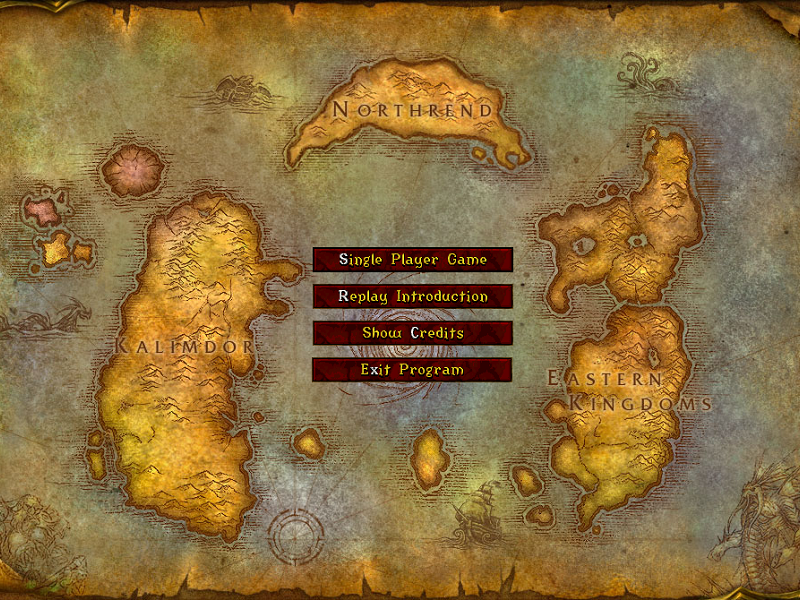 NORTHREND
Single Player Game
Replay Introduction
KALIMDOR
Show Credits
Exit Program
EASTERN
KINGDOMS